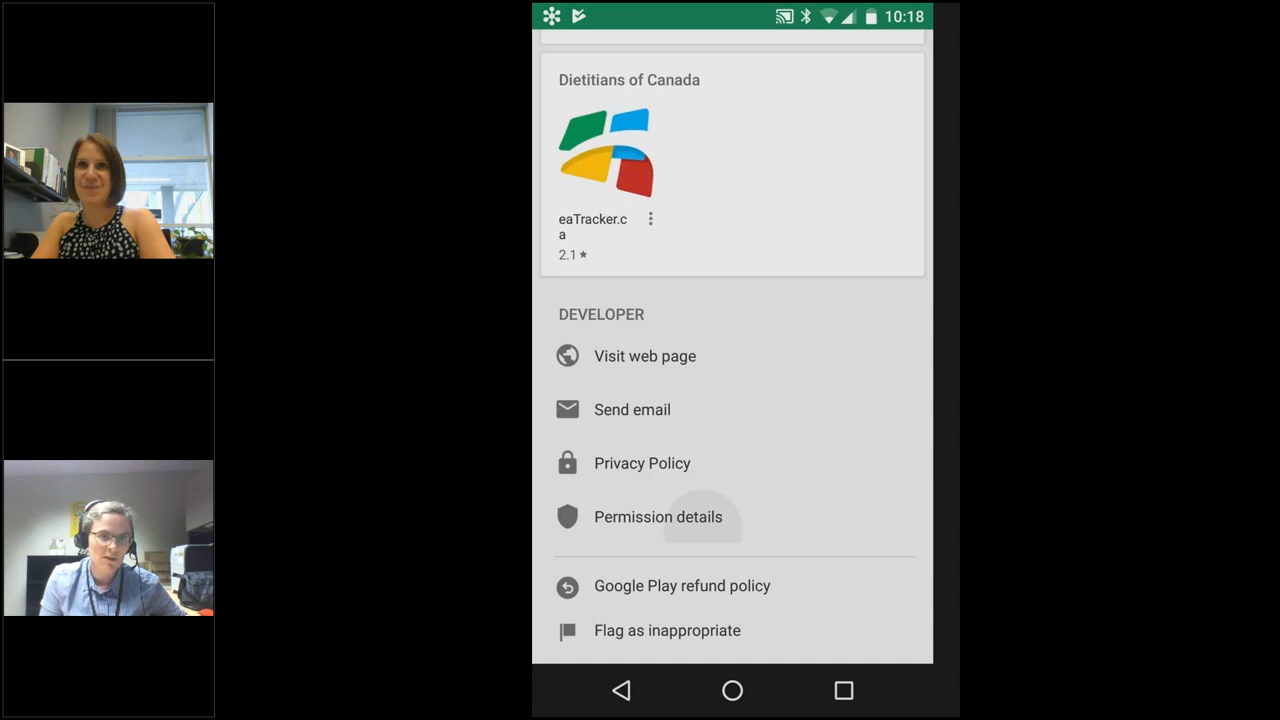 10:18
Dietitians of Canada
eaTracker.c
a
2.1
DEVELOPER
Visit web page
Send email
Privacy Policy
Permission details
Google Play refund policy
Flag as inappropriate